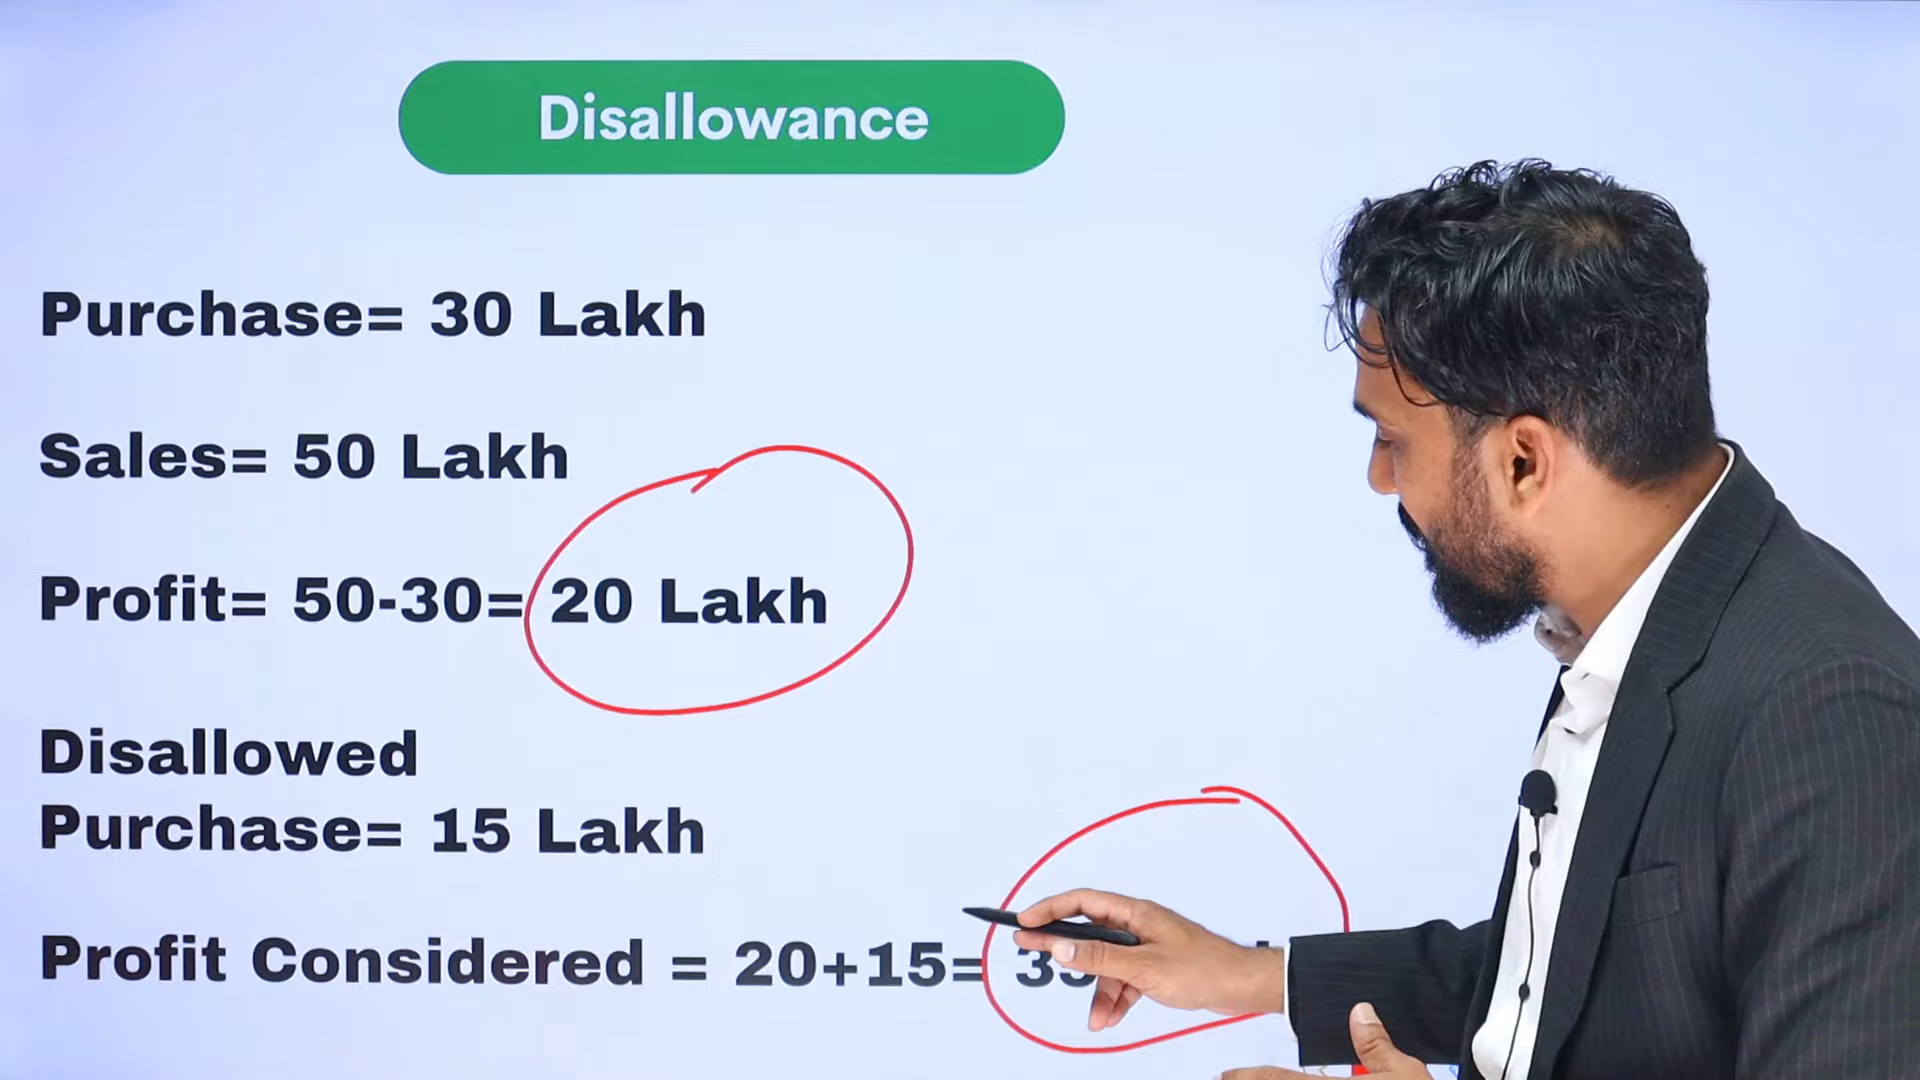 Disallowance
Purchase= 30 Lakh
Sales= 50 Lakh
Profit= 50-30= 20 Lakh
Disallowed
Purchase= 15 Lakh
Profit Considered = 20+15= 35